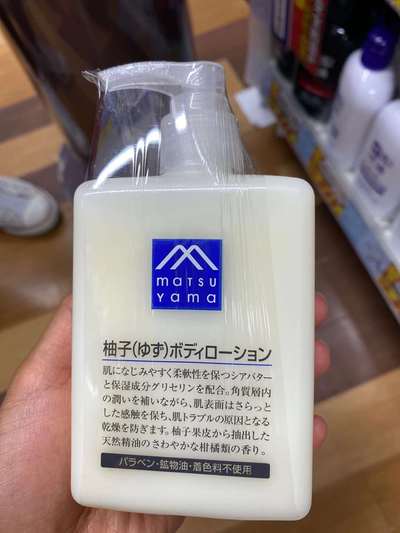 matsu
yama
柚子(ゆず)ボディローション
肌になじみやすく柔軟性を保つシアバター
と保湿成分グリセリンを配合。角質層内
の潤いを補いながら、肌表面はさらっと
した感触を保ち、肌トラブルの原因となる
乾燥を防ぎます。柚子果皮から抽出した
天然精油のさわやかな柑橘類の香り。
パラベン・鉱物油・着色料不使用